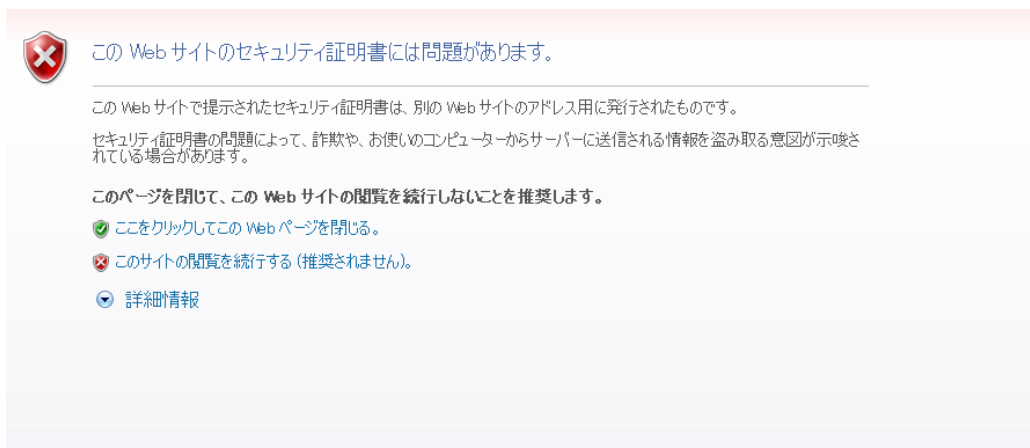 この Web サイトのセキュリティ証明書には問題があります。
この Web サイトで提示されたセキュリティ証明書は、別の Web サイトのアドレス用に発行されたものです。
セキュリティ証明書の問題によって、詐欺や、お使いのコンピューターからサーバーに送信される情報を盗み取る意図が示唆さ
れている場合があります。
このページを閉じて、この Web サイトの閲覧を続行しないことを推奨します。
ここをクリックしてこの Web ページを閉じる。
このサイトの閲覧を続行する (推奨されません)。
詳細情報